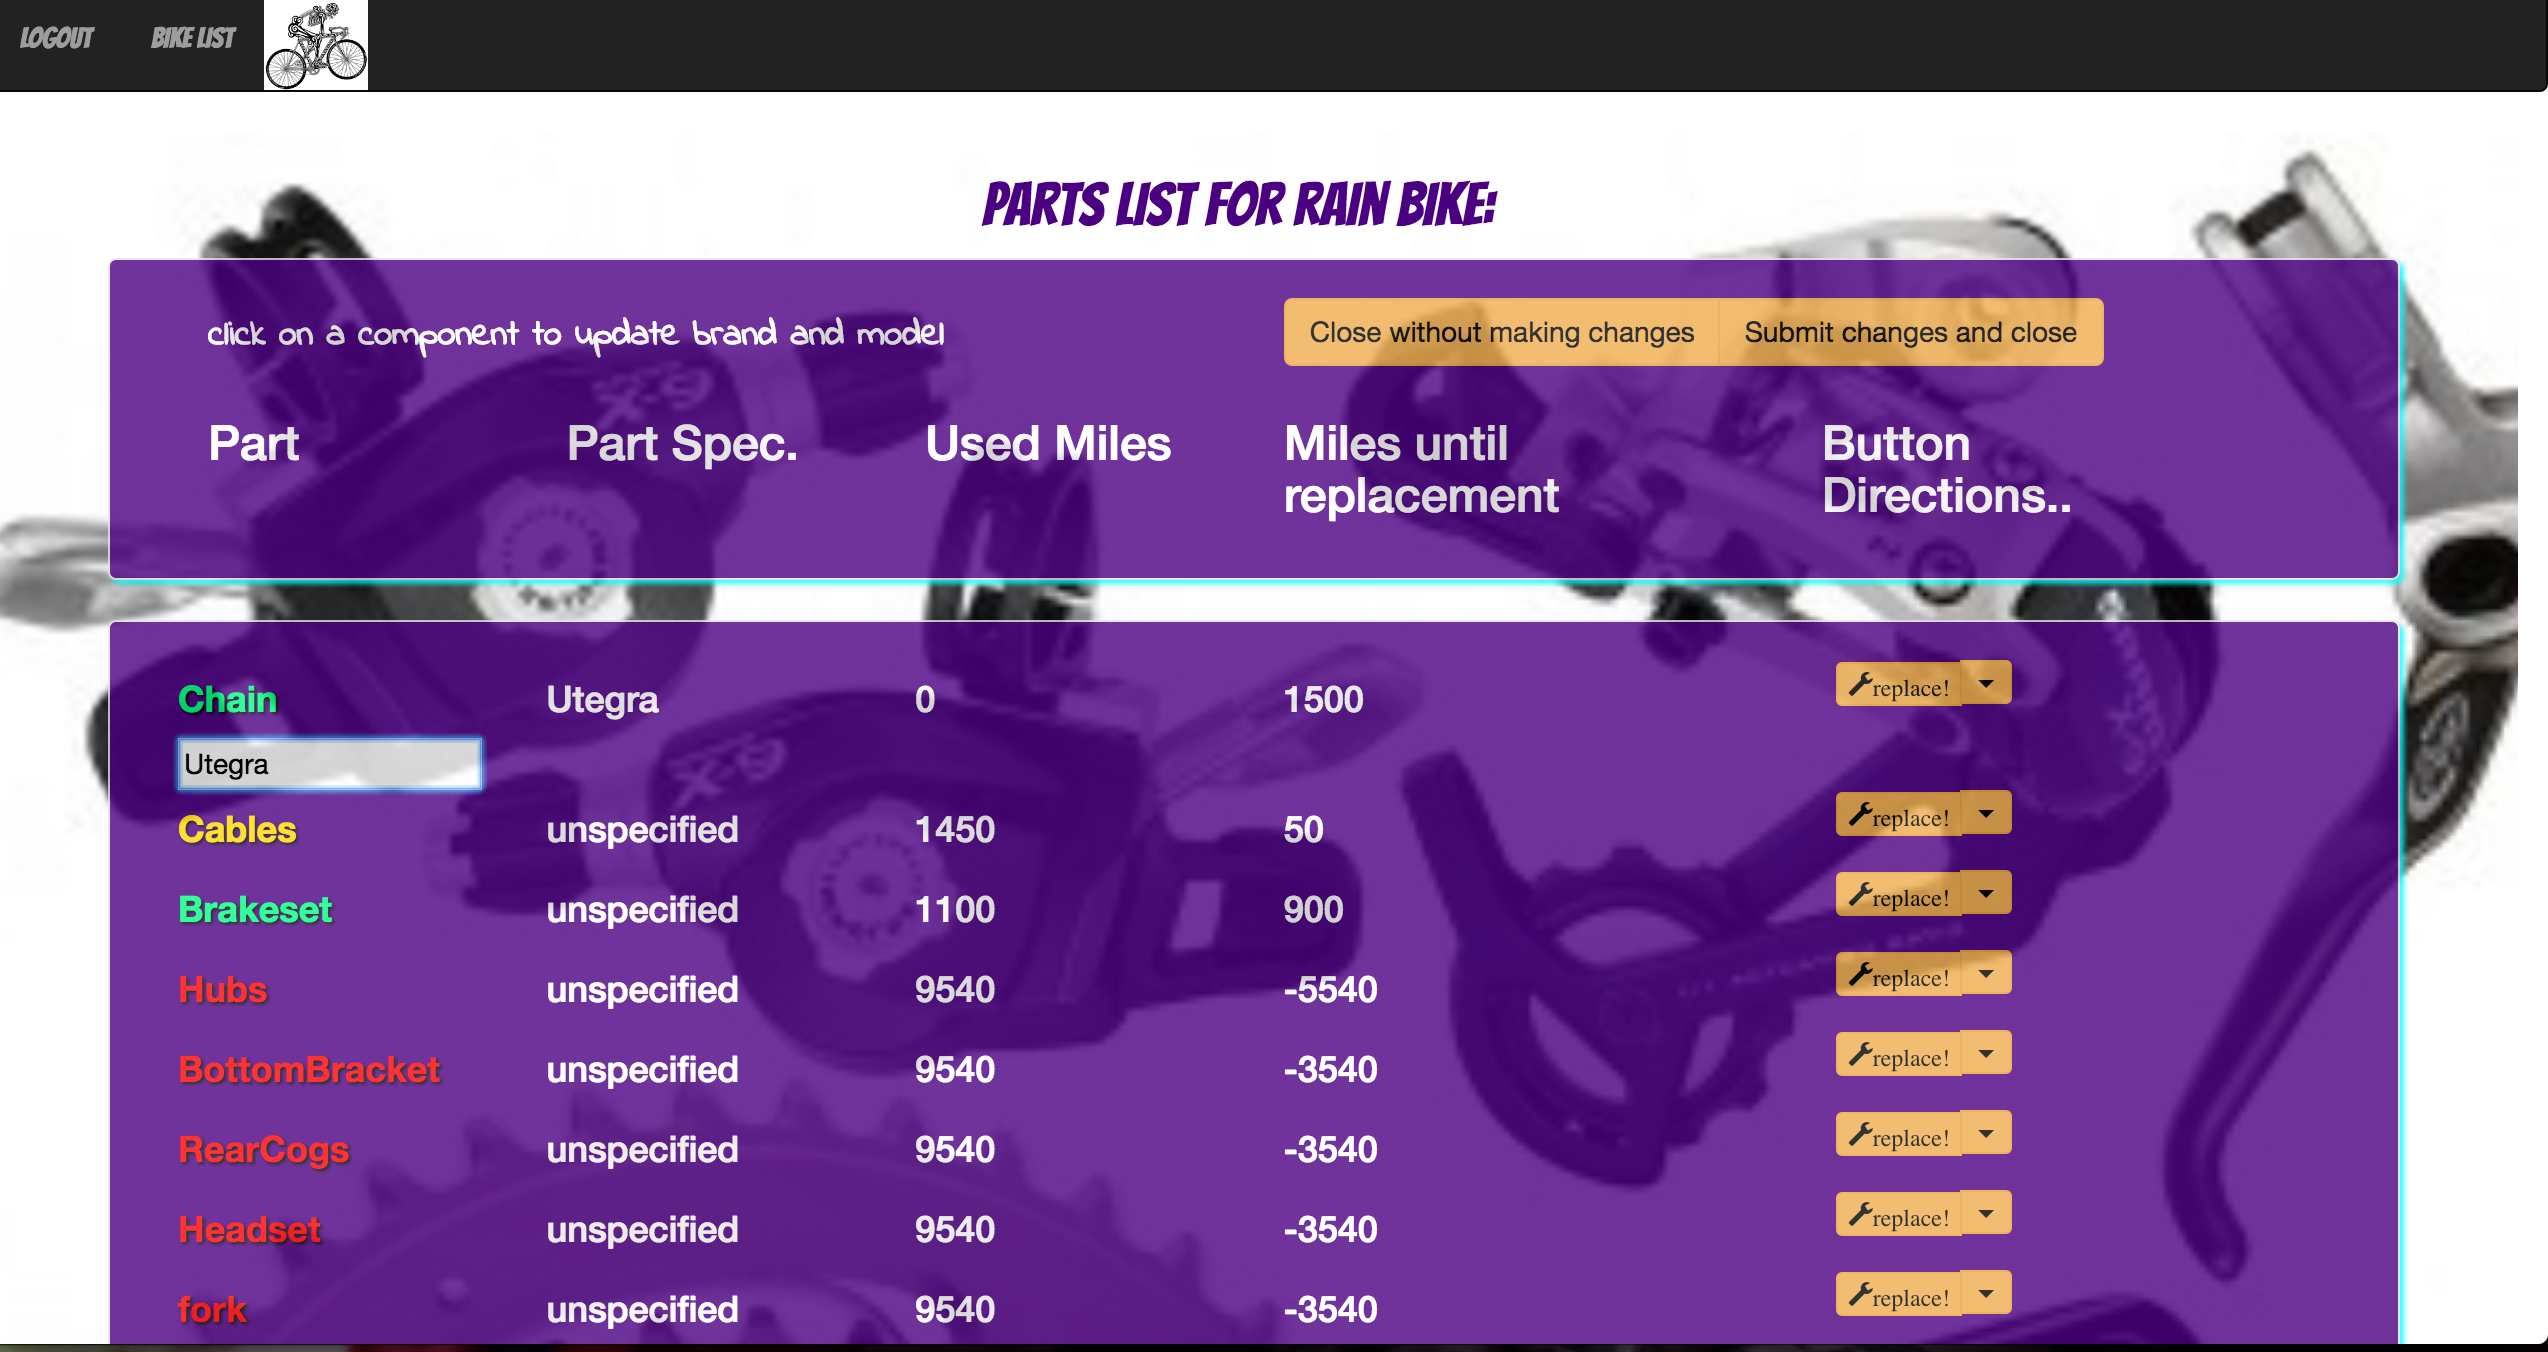 LOGOUT BIKE LIST
PARTS LIST FOR RAIN BIKE:
click on a component to update brand and model
Close without making changes Submit changes and close
Part Part Spec. Used Miles Miles until replacement Button Directions..
Chain Utegra 0 1500 replace!
Utegra
Cables unspecified 1450 50 replace!
Brakeset unspecified 1100 900 replace!
Hubs unspecified 9540 -5540 replace!
BottomBracket unspecified 9540 -3540 replace!
RearCogs unspecified 9540 -3540 replace!
Headset unspecified 9540 -3540 replace!
fork unspecified 9540 -3540 replace!
X-9
X-9